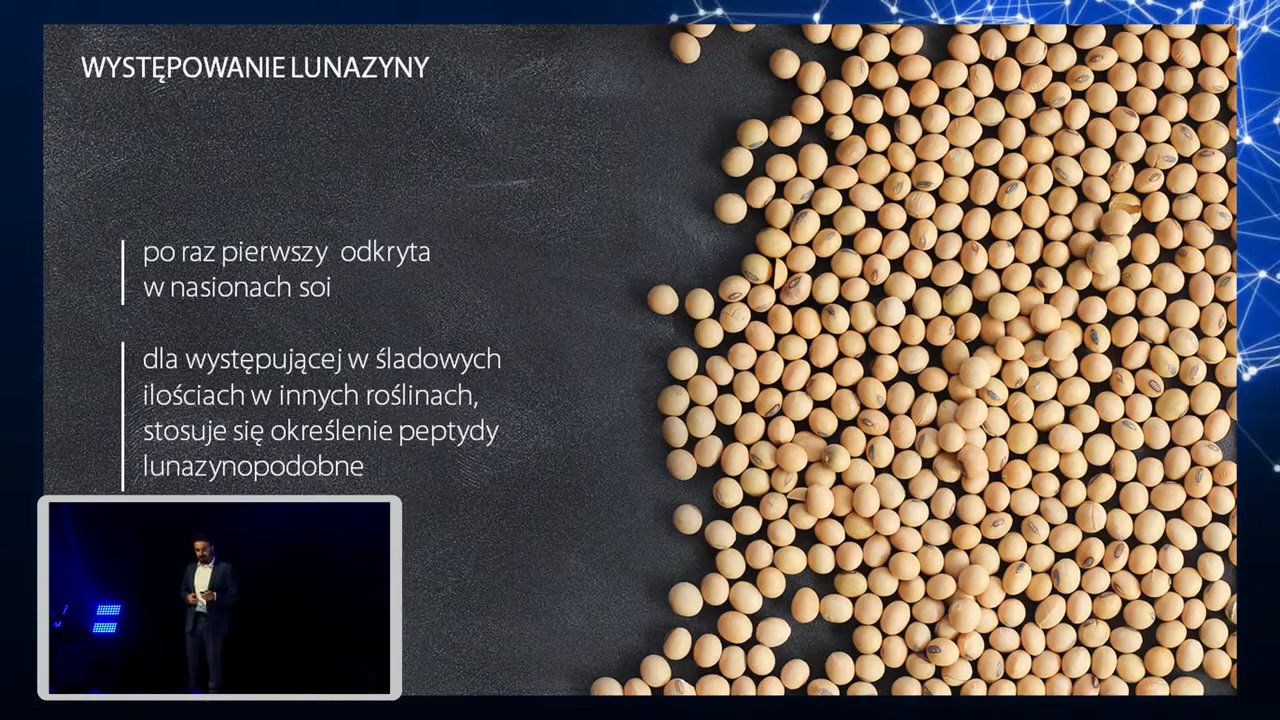 WYSTĘPOWANIE LUNAZYNY
po raz pierwszy odkryta
w nasionach soi
dla występującej w śladowych
ilościach w innych roślinach,
stosuje się określenie peptydy
lunazynopodobne